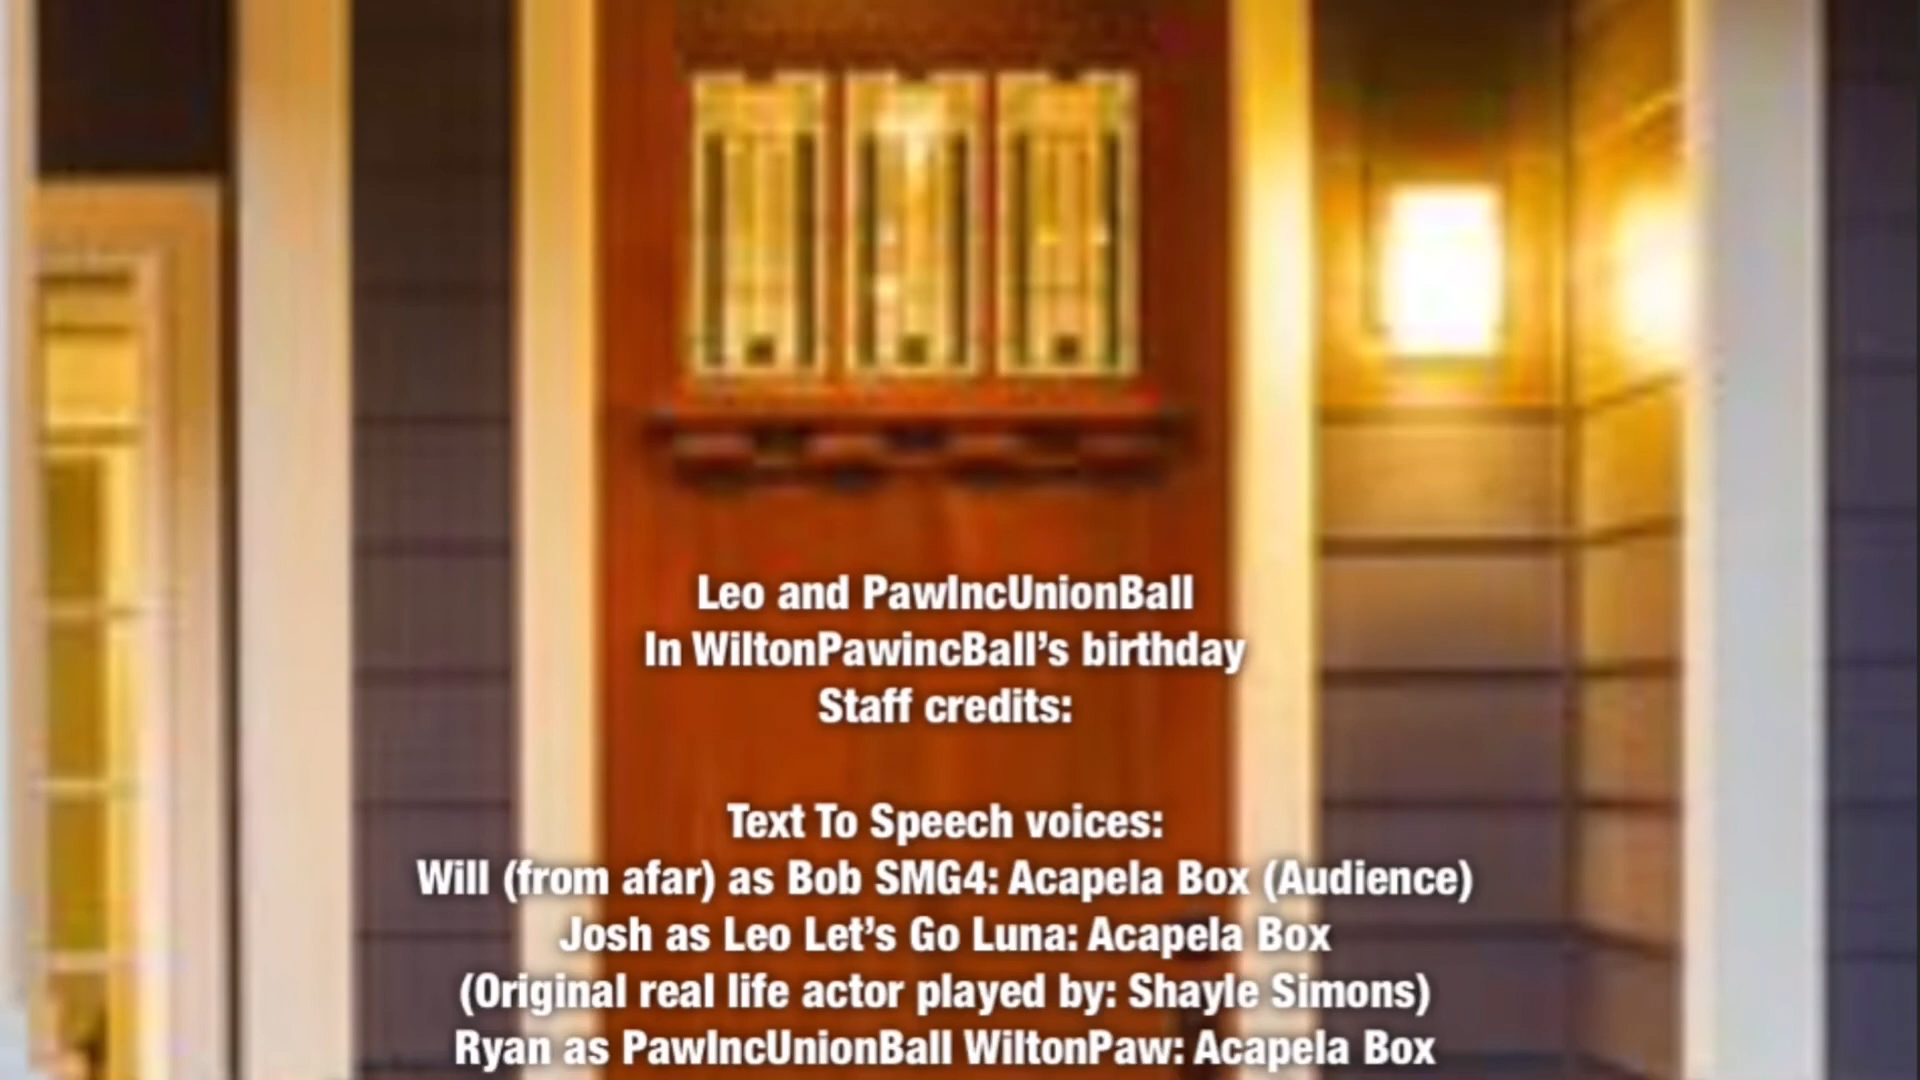 Leo and PawIncUnionBall
In WiltonPawincBall’s birthday
Staff credits:
Text To Speech voices:
Will (from afar) as Bob SMG4: Acapela Box (Audience)
Josh as Leo Let’s Go Luna: Acapela Box
(Original real life actor played by: Shayle Simons)
Ryan as PawIncUnionBall WiltonPaw: Acapela Box